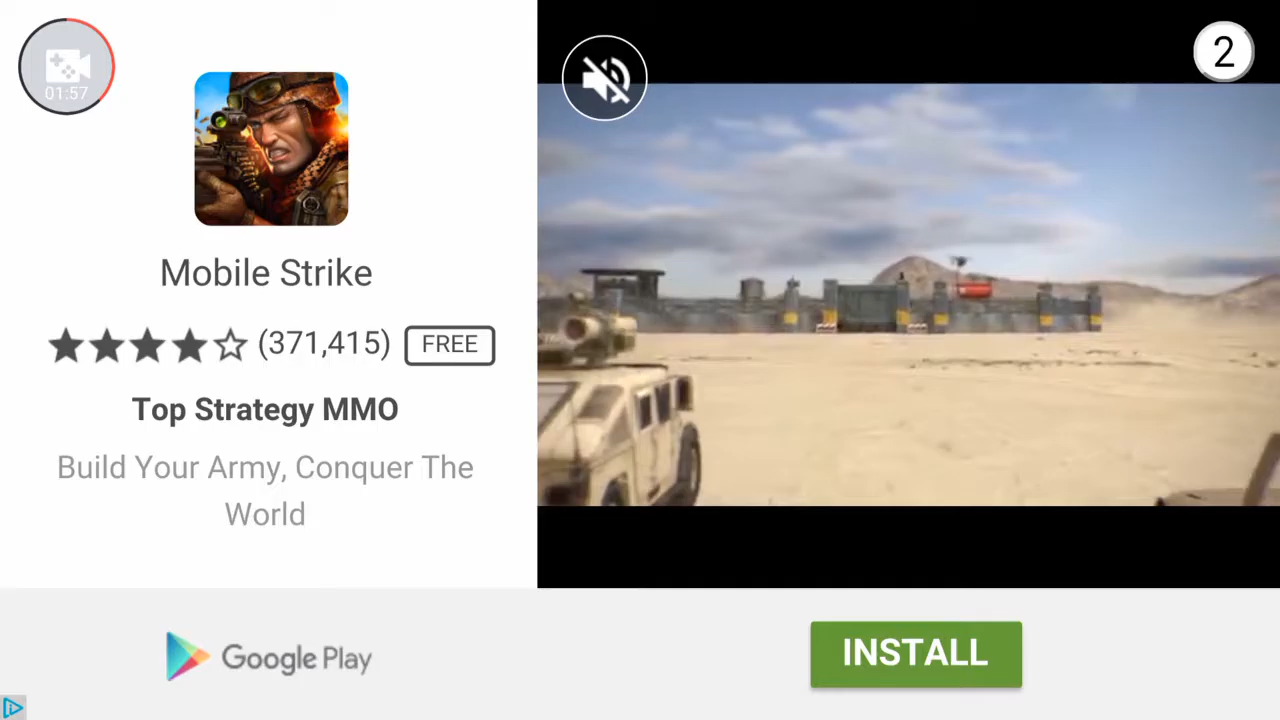 01:57
2
Mobile Strike
(371,415) FREE
Top Strategy MMO
Build Your Army, Conquer The
World
Google Play
INSTALL